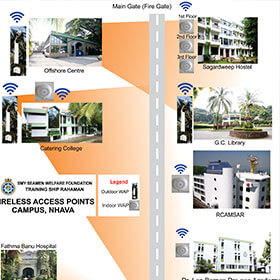 Main Gate (Fire Gate)
1st Floor
2nd Floor
3rd Floor
Offshore Centre
Sagardweep Hostel
Catering College
G.C. Library
SMY SEAMEN WELFARE FOUNDATION
TRAINING SHIP RAHAMAN
IRELESS ACCESS POINTS
CAMPUS, NHAVA
Legend
Outdoor WAP
Indoor WAP
RCAMSAR
Fathma Banu Hospital